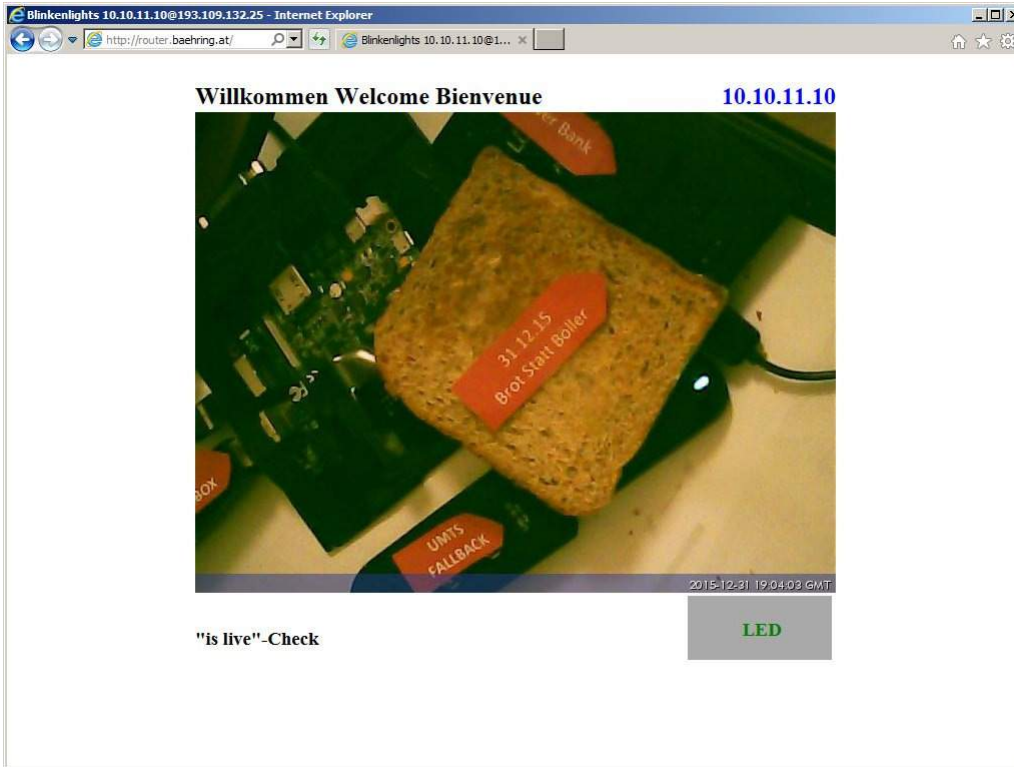 Blinkenlights 10.10.11.10@193.109.132.25 - Internet Explorer
http://router.baehring.at/
Blinkenlights 10.10.11.10@1...
Willkommen Welcome Bienvenue
10.10.11.10
Bank
31.12.15
Brot Statt Böller
BOX
UMTS
FALLBACK
2015-12-31 19:04:03 GMT
"is live"-Check
LED